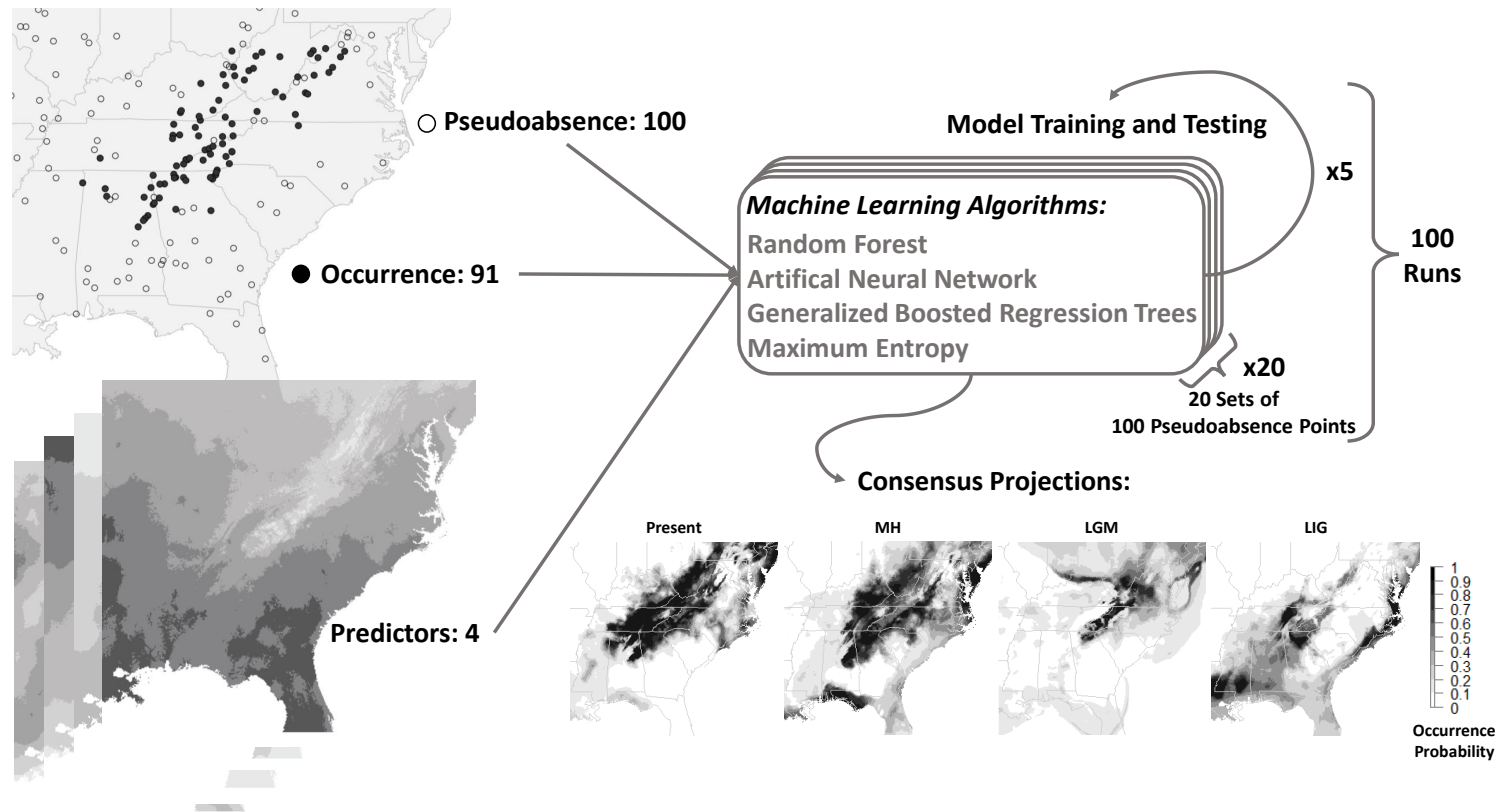 Pseudoabsence: 100
Occurrence: 91
Predictors: 4
Model Training and Testing
x5
100
Runs
Machine Learning Algorithms:
Random Forest
Artifical Neural Network
Generalized Boosted Regression Trees
Maximum Entropy
x20
20 Sets of
100 Pseudoabsence Points
Consensus Projections:
Present
MH
LGM
LIG
1
0.9
0.8
0.7
0.6
0.5
0.4
0.3
0.2
0.1
0
Occurrence
Probability